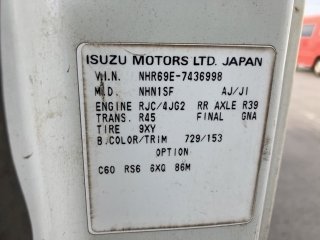 ISUZU MOTORS LTD. JAPAN
V.I.N. NHR69E-7436998
M D. NHN1SF AJ/JI
ENGINE RJC/4JG2 RR AXLE R39
TRANS. R45 FINAL GNA
TIRE 9XY
B.COLOR/TRIM 729/153
OPTION
C60 RS6 6XQ 86M